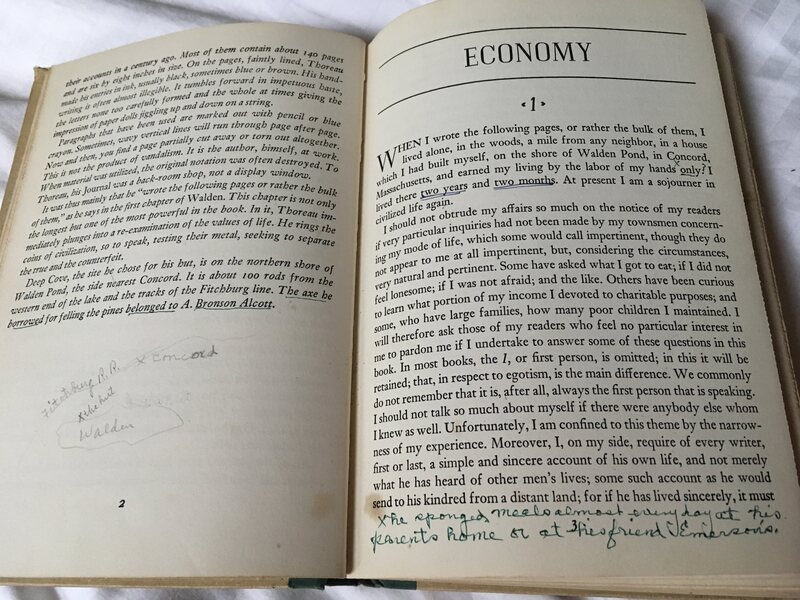 their accounts in a century ago. Most of them contain about 140 pages
and are six by eight inches in size. On the pages, faintly lined, Thoreau
made his entries in ink, usually black, sometimes blue or brown. His hand-
writing is often almost illegible. It tumbles forward in impetuous haste,
the letters none too carefully formed and the whole at times giving the
impression of paper dolls jiggling up and down on a string.
Paragraphs that have been used are marked out with pencil or blue
crayon. Sometimes, wavy vertical lines will run through page after page.
Now and then, you find a page partially cut away or torn out altogether.
This is not the product of vandalism. It is the author, himself, at work.
When material was utilized, the original notation was often destroyed. To
Thoreau, his Journal was a back-room shop, not a display window.
It was thus mainly that he "wrote the following pages or rather the bulk
of them," as he says in the first chapter of Walden. This chapter is not only
the longest but one of the most powerful in the book. In it, Thoreau im-
mediately plunges into a re-examination of the values of life. He rings the
coins of civilization, so to speak, testing their metal, seeking to separate
the true and the counterfeit.
Deep Cove, the site he chose for his hut, is on the northern shore of
Walden Pond, the side nearest Concord. It is about 100 rods from the
western end of the lake and the tracks of the Fitchburg line. The axe he
borrowed for felling the pines belonged to A. Bronson Alcott.
Fitchburg R.R. x Concord
x the hut
Walden
2
ECONOMY
1
WHEN I wrote the following pages, or rather the bulk of them, I
lived alone, in the woods, a mile from any neighbor, in a house
which I had built myself, on the shore of Walden Pond, in Concord,
Massachusetts, and earned my living by the labor of my hands x only? I
lived there two years and two months. At present I am a sojourner in
civilized life again.
I should not obtrude my affairs so much on the notice of my readers
if very particular inquiries had not been made by my townsmen concern-
ing my mode of life, which some would call impertinent, though they do
not appear to me at all impertinent, but, considering the circumstances,
very natural and pertinent. Some have asked what I got to eat; if I did not
feel lonesome; if I was not afraid; and the like. Others have been curious
to learn what portion of my income I devoted to charitable purposes; and
some, who have large families, how many poor children I maintained. I
will therefore ask those of my readers who feel no particular interest in
me to pardon me if I undertake to answer some of these questions in this
book. In most books, the I, or first person, is omitted; in this it will be
retained; that, in respect to egotism, is the main difference. We commonly
do not remember that it is, after all, always the first person that is speaking.
I should not talk so much about myself if there were anybody else whom
I knew as well. Unfortunately, I am confined to this theme by the narrow-
ness of my experience. Moreover, I, on my side, require of every writer,
first or last, a simple and sincere account of his own life, and not merely
what he has heard of other men's lives; some such account as he would
send to his kindred from a distant land; for if he has lived sincerely, it must
x he sponged meals almost every day at his
parents home or at 3 his friend Emerson's.